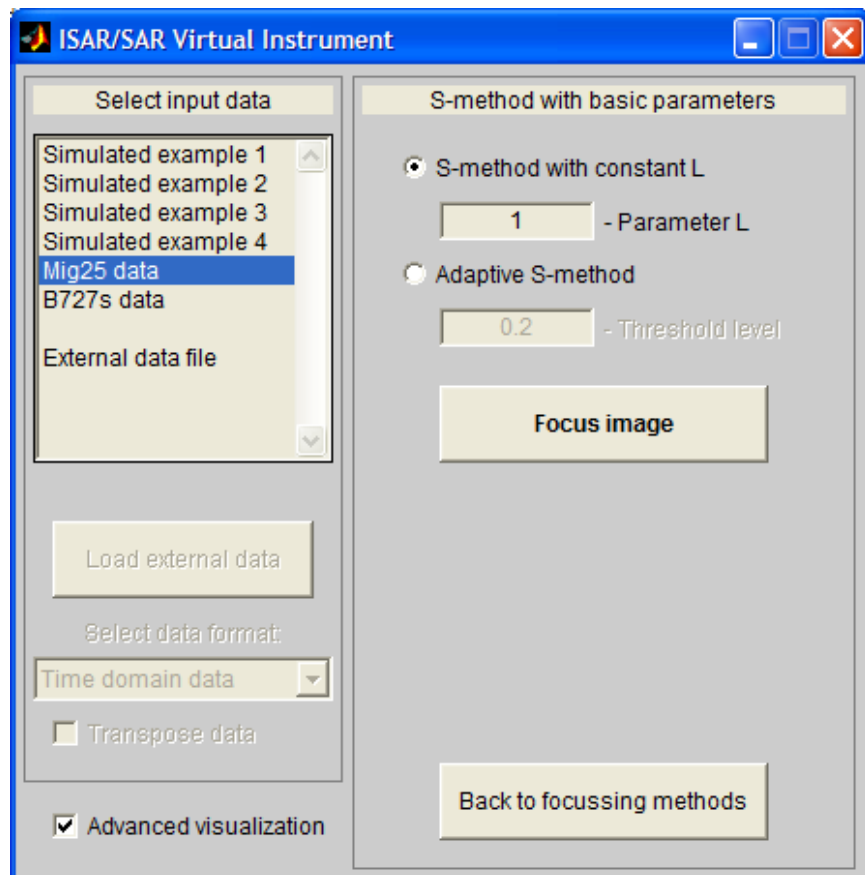 ISAR/SAR Virtual Instrument
Select input data
Simulated example 1
Simulated example 2
Simulated example 3
Simulated example 4
Mig25 data
B727s data
External data file
Load external data
Select data format:
Time domain data
Transpose data
Advanced visualization
S-method with basic parameters
S-method with constant L
1 - Parameter L
Adaptive S-method
0.2 - Threshold level
Focus image
Back to focussing methods